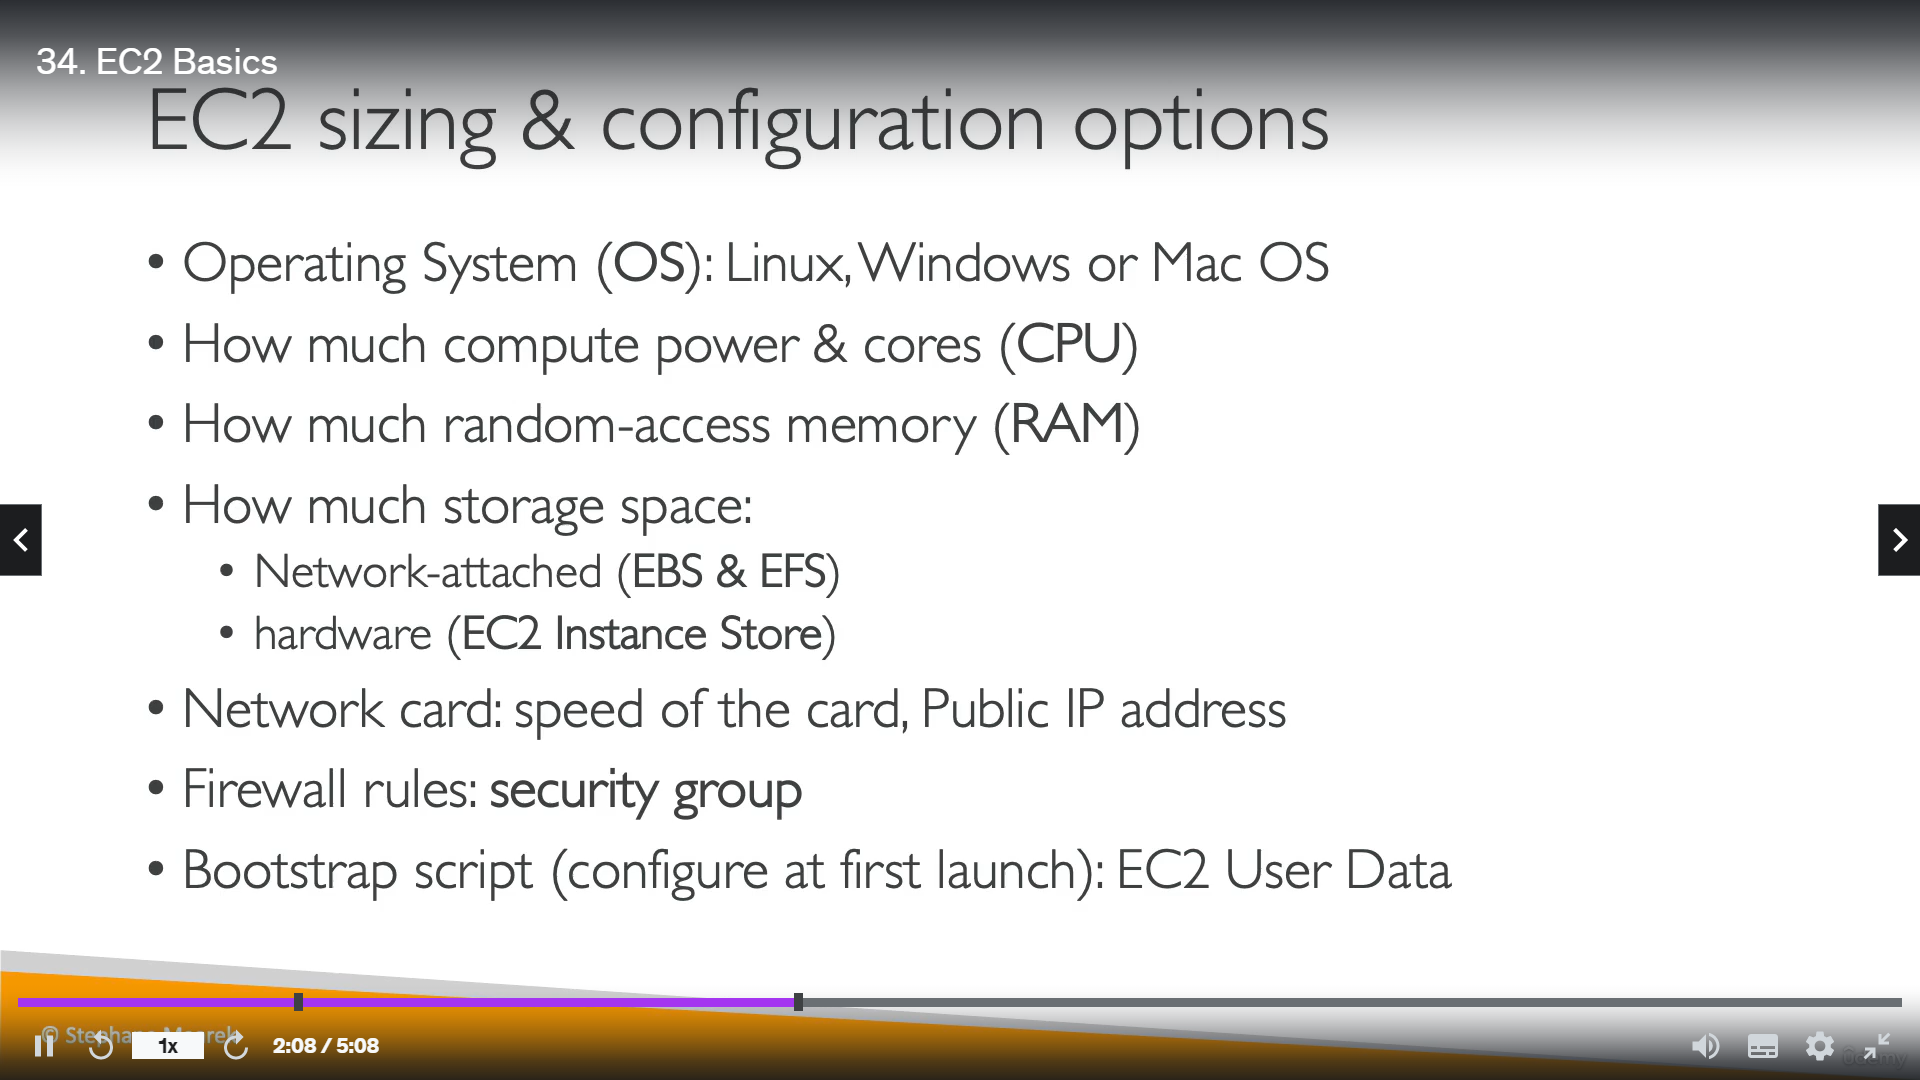 34. EC2 Basics
EC2 sizing & configuration options
• Operating System (OS): Linux, Windows or Mac OS
• How much compute power & cores (CPU)
• How much random-access memory (RAM)
• How much storage space:
• Network-attached (EBS & EFS)
• hardware (EC2 Instance Store)
• Network card: speed of the card, Public IP address
• Firewall rules: security group
• Bootstrap script (configure at first launch): EC2 User Data
© Stephane Maarek
1x
2:08 / 5:08
udemy